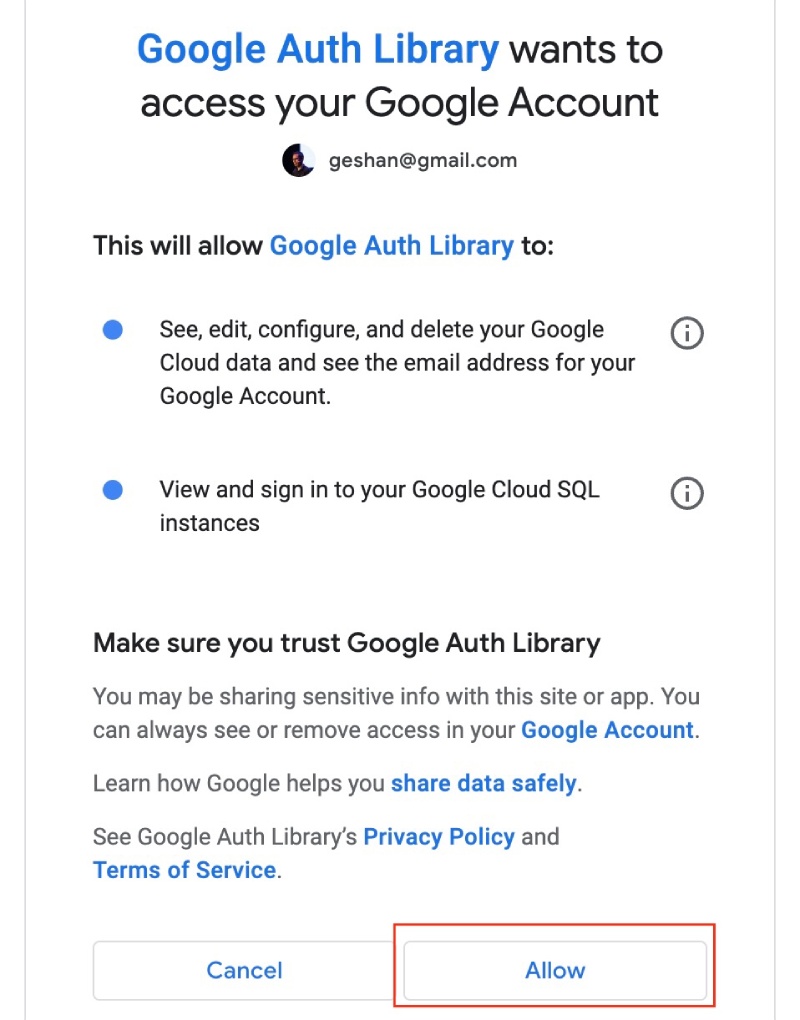 Google Auth Library wants to
access your Google Account
geshan@gmail.com
This will allow Google Auth Library to:
See, edit, configure, and delete your Google
Cloud data and see the email address for your
Google Account.
View and sign in to your Google Cloud SQL
instances
Make sure you trust Google Auth Library
You may be sharing sensitive info with this site or app. You
can always see or remove access in your Google Account.
Learn how Google helps you share data safely.
See Google Auth Library’s Privacy Policy and
Terms of Service.
Cancel Allow